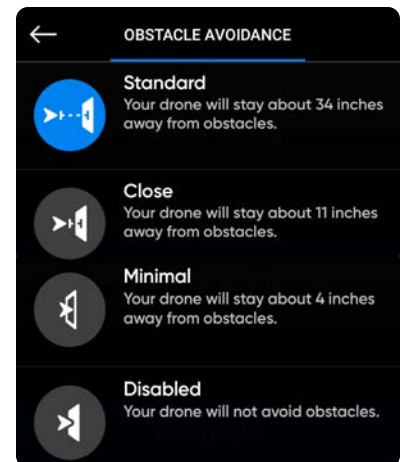 OBSTACLE AVOIDANCE
Standard
Your drone will stay about 34 inches
away from obstacles.
Close
Your drone will stay about 11 inches
away from obstacles.
Minimal
Your drone will stay about 4 inches
away from obstacles.
Disabled
Your drone will not avoid obstacles.